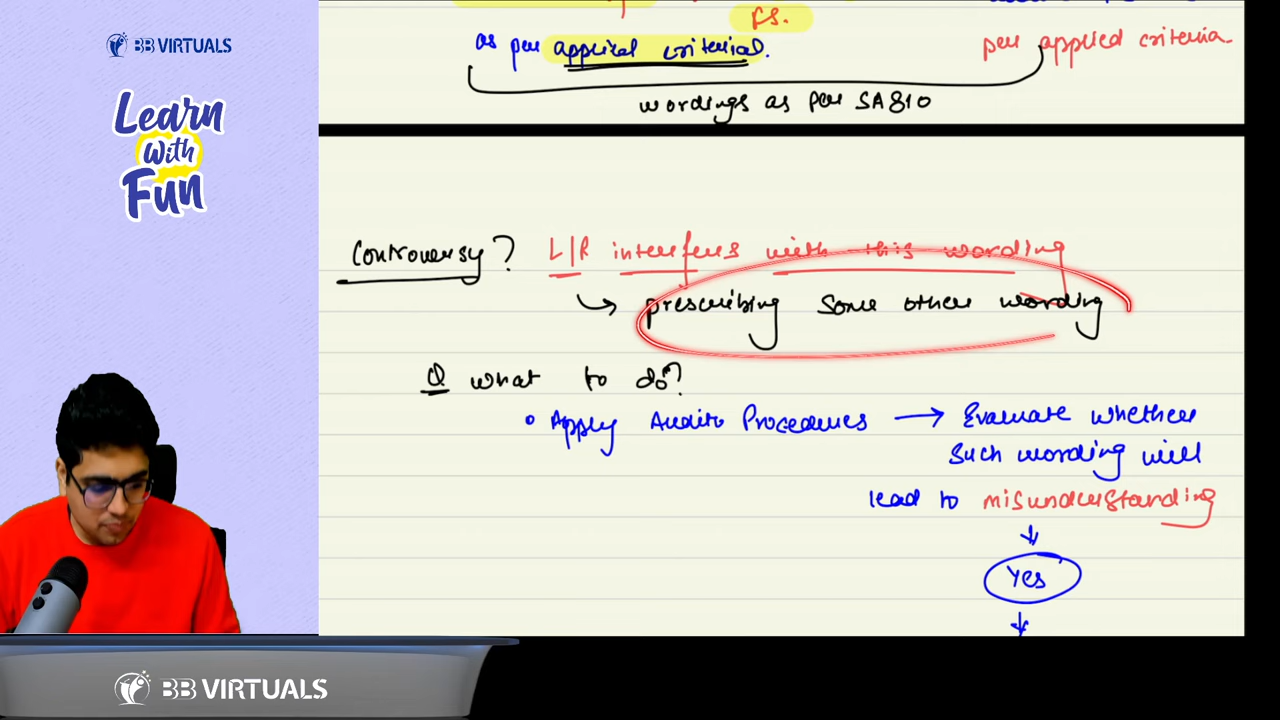 BB VIRTUALS
Learn
With
Fun
FS.
as per applied criteria.
per applied criteria
wordings as per SA810
Controversy? L|R interferes with this wording
prescribing some other wording
Q what to do?
Apply Audit Procedures → Evaluate whether
such wording will
lead to misunderstanding
Yes
BB VIRTUALS